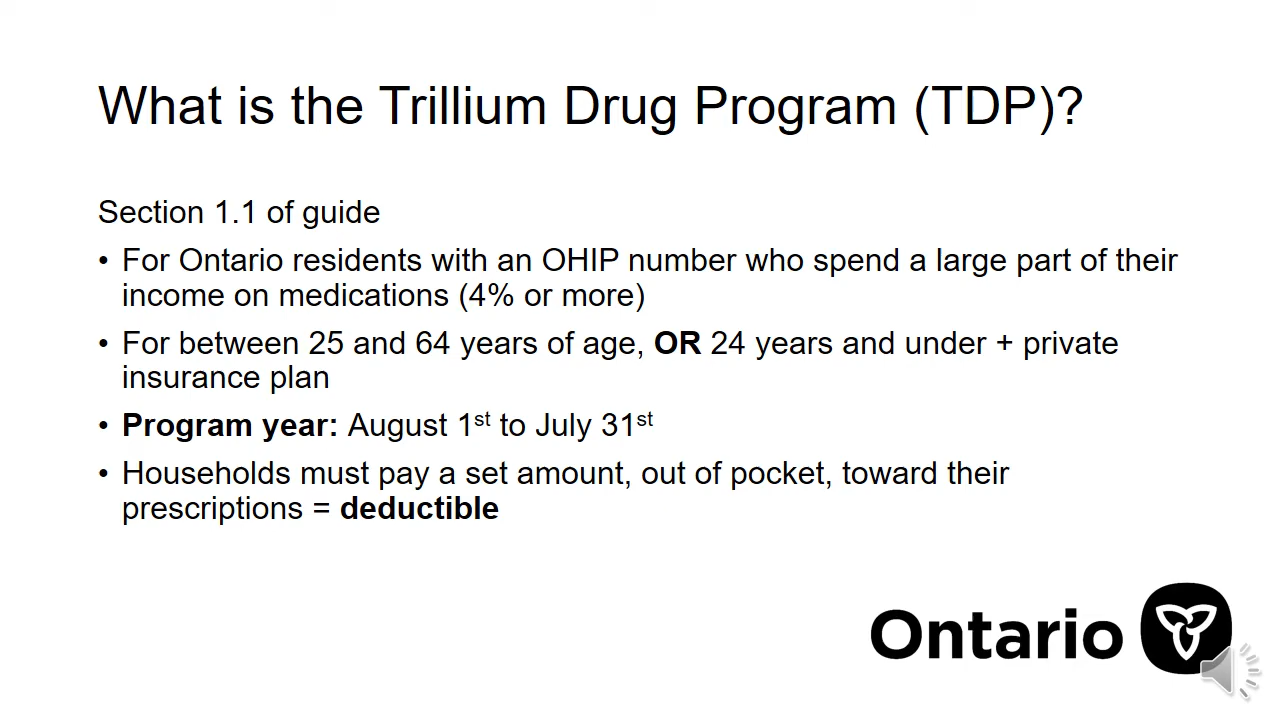 What is the Trillium Drug Program (TDP)?
Section 1.1 of guide
• For Ontario residents with an OHIP number who spend a large part of their
income on medications (4% or more)
• For between 25 and 64 years of age, OR 24 years and under + private
insurance plan
• Program year: August 1st to July 31st
• Households must pay a set amount, out of pocket, toward their
prescriptions = deductible
Ontario